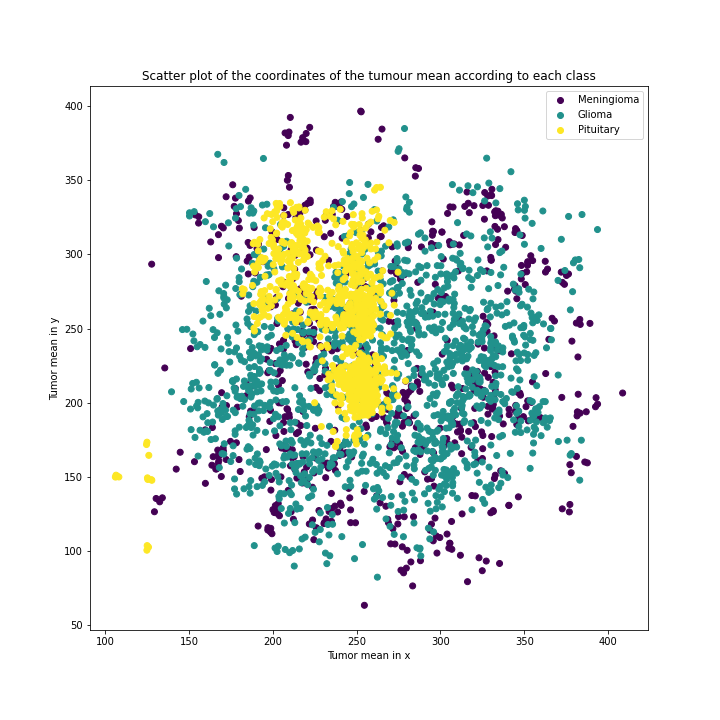 Scatter plot of the coordinates of the tumour mean according to each class
Meningioma
Glioma
Pituitary
400
350
300
250
200
150
100
50
Tumor mean in y
100
150
200
250
300
350
400
Tumor mean in x